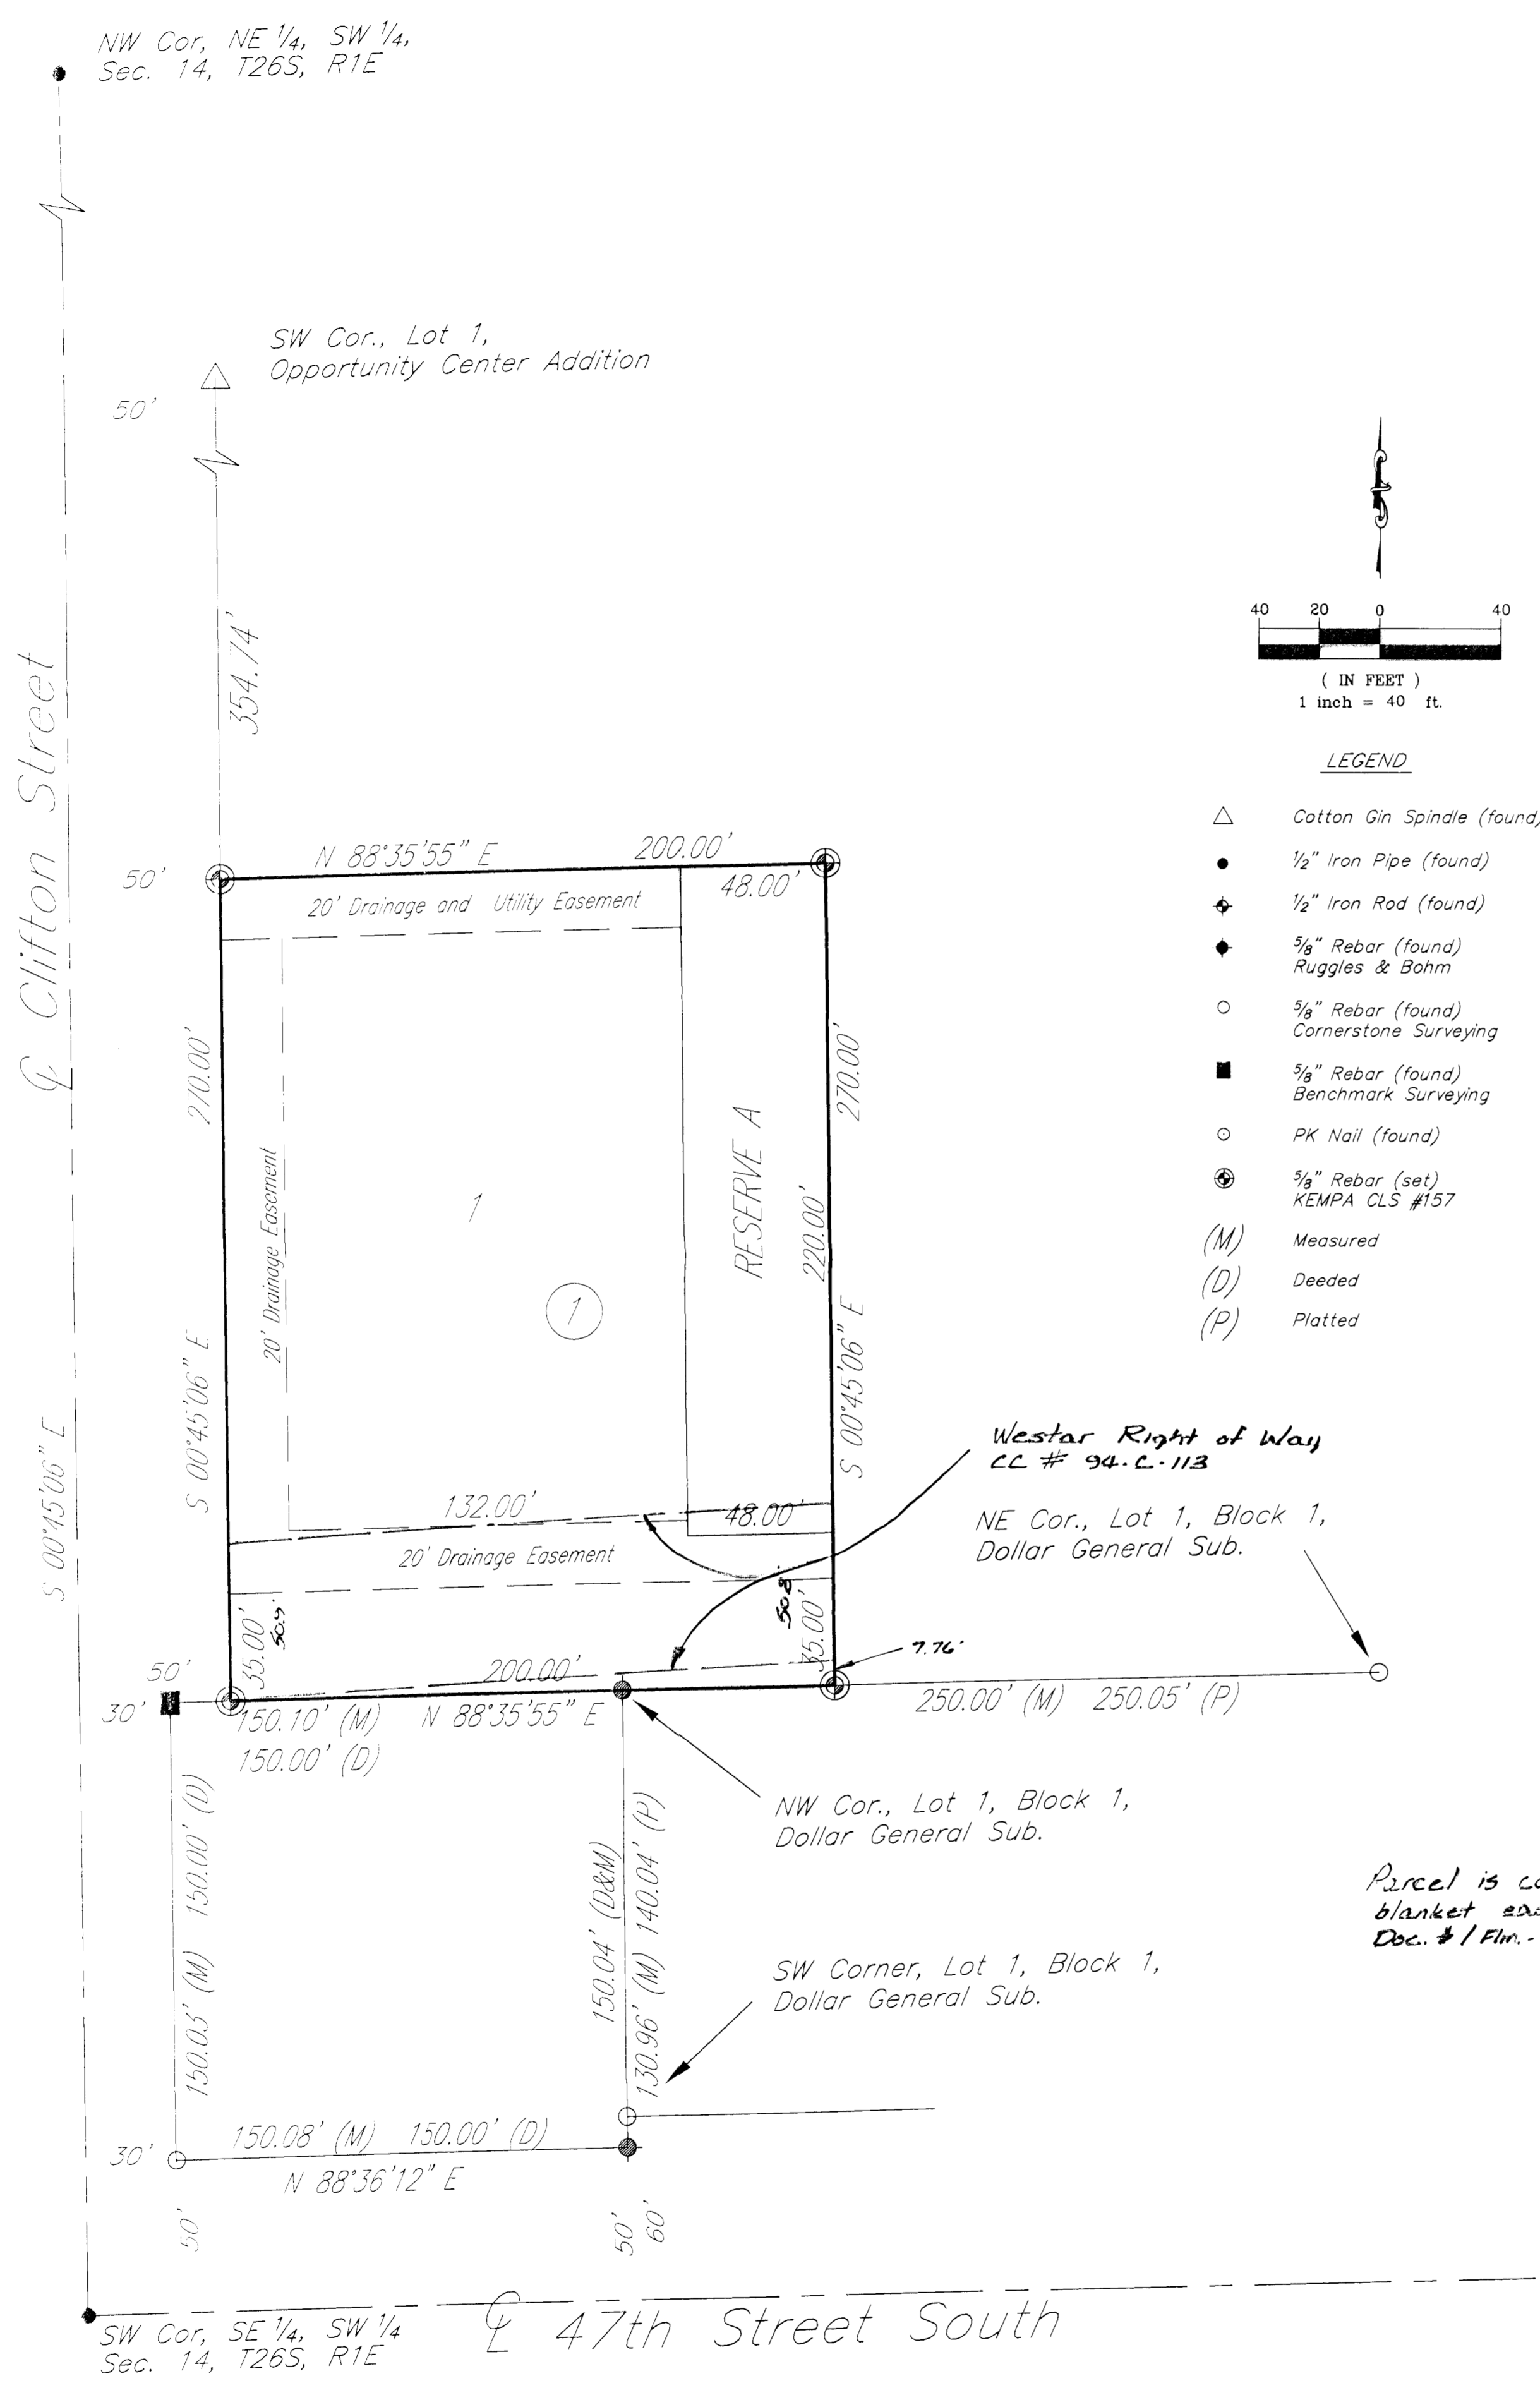 NW Cor, NE 1/4, SW 1/4,
Sec. 14, T26S, R1E
SW Cor., Lot 1,
Opportunity Center Addition
50'
354.74'
℄ Clifton Street
40 20 0 40
( IN FEET )
1 inch = 40 ft.
LEGEND
Cotton Gin Spindle (found)
1/2" Iron Pipe (found)
1/2" Iron Rod (found)
5/8" Rebar (found)
Ruggles & Bohm
5/8" Rebar (found)
Cornerstone Surveying
5/8" Rebar (found)
Benchmark Surveying
PK Nail (found)
5/8" Rebar (set)
KEMPA CLS #157
(M) Measured
(D) Deeded
(P) Platted
N 88°35'55" E 200.00'
50'
48.00'
20' Drainage and Utility Easement
270.00'
270.00'
20' Drainage Easement
1
1
RESERVE A
220.00'
S 00°45'06" E
S 00°45'06" E
S 00°45'06" E
Westar Right of Way
CC # 94-C-113
132.00'
48.00'
NE Cor., Lot 1, Block 1,
Dollar General Sub.
20' Drainage Easement
35.00'
50.9'
50.8'
35.00'
7.76'
50'
30'
200.00'
150.10' (M) N 88°35'55" E
150.00' (D)
250.00' (M) 250.05' (P)
NW Cor., Lot 1, Block 1,
Dollar General Sub.
150.03' (M) 150.00' (D)
150.04' (D&M)
130.96' (M) 140.04' (P)
Parcel is
blanket
Doc. # / Flm.-
SW Corner, Lot 1, Block 1,
Dollar General Sub.
150.08' (M) 150.00' (D)
30'
N 88°36'12" E
50'
50'
60'
℄ 47th Street South
SW Cor, SE 1/4, SW 1/4
Sec. 14, T26S, R1E